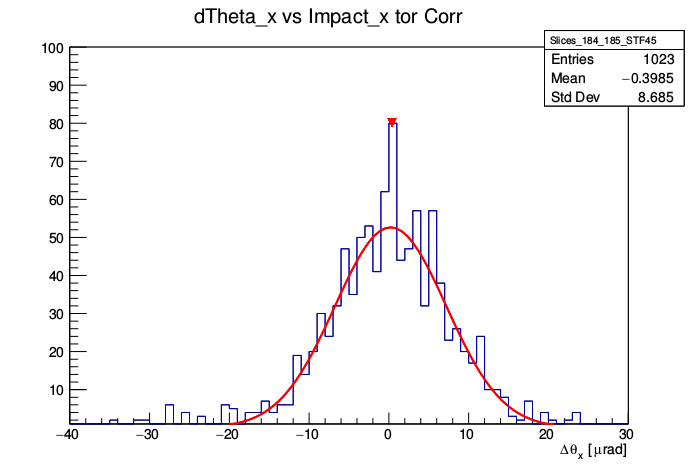 dTheta_x vs Impact_x tor Corr
Slices_184_185_STF45
Entries 1023
Mean −0.3985
Std Dev 8.685
100
90
80
70
60
50
40
30
20
10
−40 −30 −20 −10 0 10 20 30
Δθx [μrad]